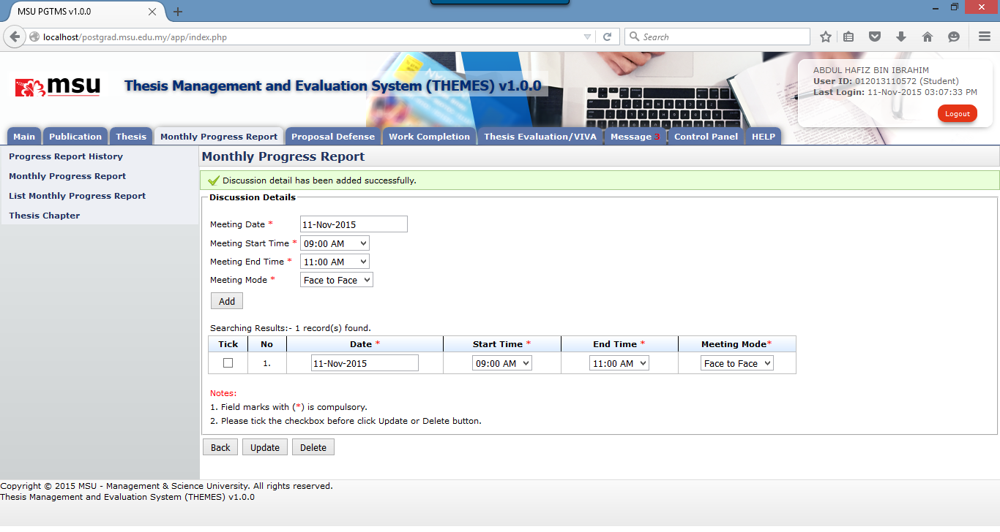 MSU PGTMS v1.0.0
localhost/postgrad.msu.edu.my/app/index.php
Search
msu
Thesis Management and Evaluation System (THEMES) v1.0.0
ABDUL HAFIZ BIN IBRAHIM
User ID: 012013110572 (Student)
Last Login: 11-Nov-2015 03:07:33 PM
Logout
Main Publication Thesis Monthly Progress Report Proposal Defense Work Completion Thesis Evaluation/VIVA Message 3 Control Panel HELP
Progress Report History
Monthly Progress Report
List Monthly Progress Report
Thesis Chapter
Monthly Progress Report
Discussion detail has been added successfully.
Discussion Details
Meeting Date * 11-Nov-2015
Meeting Start Time * 09:00 AM
Meeting End Time * 11:00 AM
Meeting Mode * Face to Face
Add
Searching Results:- 1 record(s) found.
Tick No Date * Start Time * End Time * Meeting Mode*
1. 11-Nov-2015 09:00 AM 11:00 AM Face to Face
Notes:
1. Field marks with (*) is compulsory.
2. Please tick the checkbox before click Update or Delete button.
Back Update Delete
Copyright © 2015 MSU - Management & Science University. All rights reserved.
Thesis Management and Evaluation System (THEMES) v1.0.0